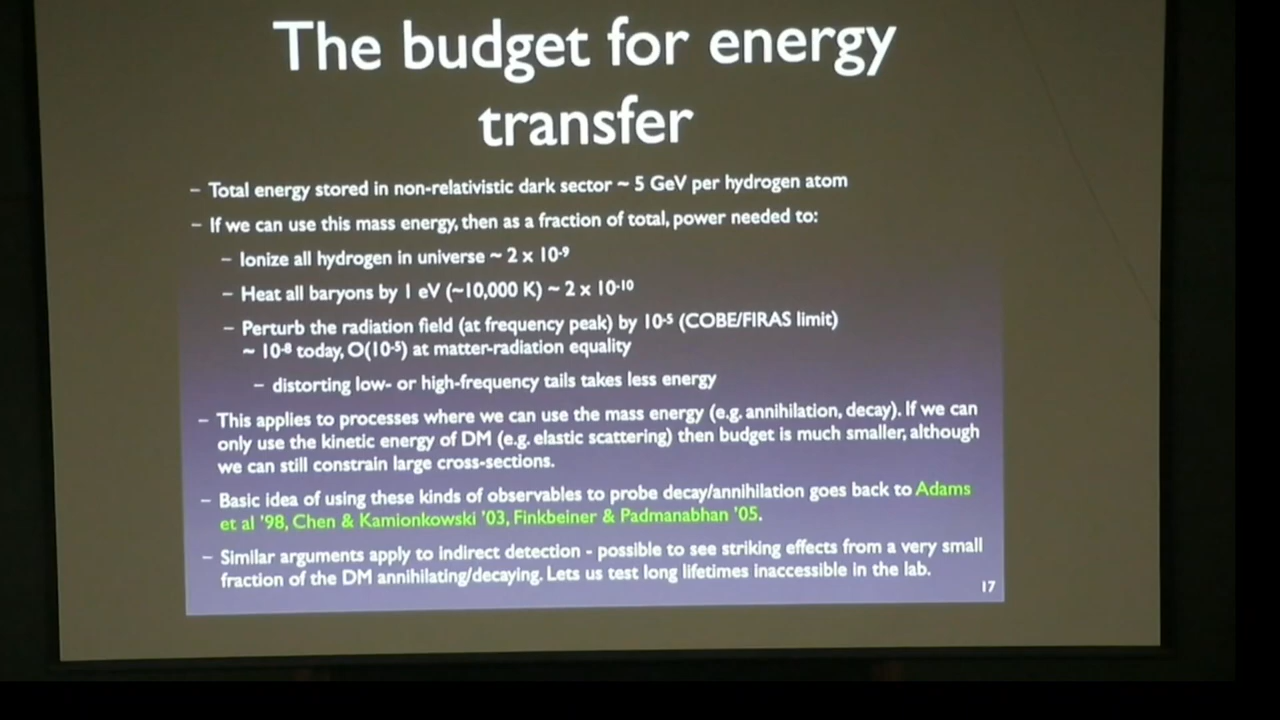 The budget for energy
transfer
– Total energy stored in non-relativistic dark sector ~ 5 GeV per hydrogen atom
– If we can use this mass energy, then as a fraction of total, power needed to:
– Ionize all hydrogen in universe ~ 2 x 10⁻⁹
– Heat all baryons by 1 eV (~10,000 K) ~ 2 x 10⁻¹⁰
– Perturb the radiation field (at frequency peak) by 10⁻⁵ (COBE/FIRAS limit)
~ 10⁻⁸ today, O(10⁻⁵) at matter-radiation equality
– distorting low- or high-frequency tails takes less energy
– This applies to processes where we can use the mass energy (e.g. annihilation, decay). If we can
only use the kinetic energy of DM (e.g. elastic scattering) then budget is much smaller, although
we can still constrain large cross-sections.
– Basic idea of using these kinds of observables to probe decay/annihilation goes back to Adams
et al '98, Chen & Kamionkowski '03, Finkbeiner & Padmanabhan '05.
– Similar arguments apply to indirect detection - possible to see striking effects from a very small
fraction of the DM annihilating/decaying. Lets us test long lifetimes inaccessible in the lab.
17